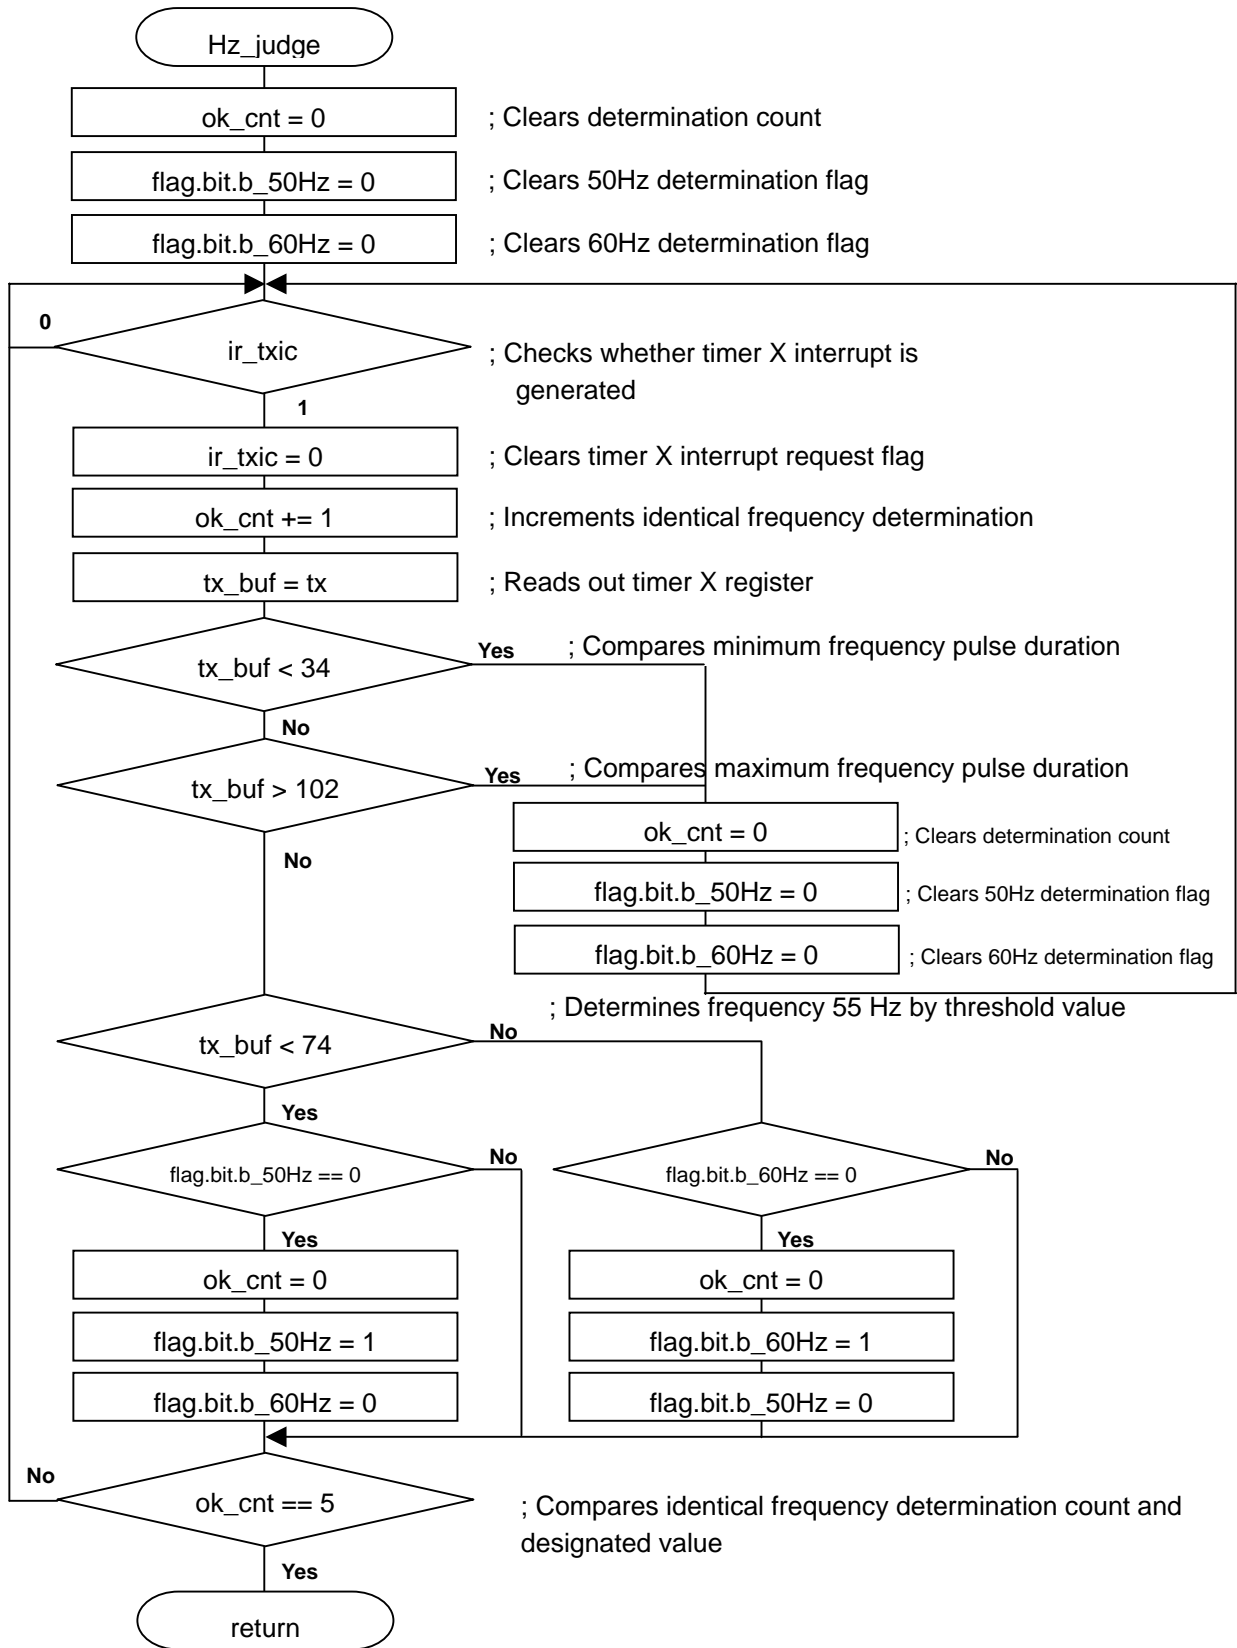 Hz_judge
ok_cnt = 0
; Clears determination count
flag.bit.b_50Hz = 0
; Clears 50Hz determination flag
flag.bit.b_60Hz = 0
; Clears 60Hz determination flag
0
ir_txic
; Checks whether timer X interrupt is
generated
1
ir_txic = 0
; Clears timer X interrupt request flag
ok_cnt += 1
; Increments identical frequency determination
tx_buf = tx
; Reads out timer X register
tx_buf < 34
Yes
; Compares minimum frequency pulse duration
No
tx_buf > 102
Yes
; Compares maximum frequency pulse duration
No
ok_cnt = 0
; Clears determination count
flag.bit.b_50Hz = 0
; Clears 50Hz determination flag
flag.bit.b_60Hz = 0
; Clears 60Hz determination flag
; Determines frequency 55 Hz by threshold value
tx_buf < 74
No
Yes
flag.bit.b_50Hz == 0
No
flag.bit.b_60Hz == 0
No
Yes
Yes
ok_cnt = 0
ok_cnt = 0
flag.bit.b_50Hz = 1
flag.bit.b_60Hz = 1
flag.bit.b_60Hz = 0
flag.bit.b_50Hz = 0
No
ok_cnt == 5
; Compares identical frequency determination count and
designated value
Yes
return